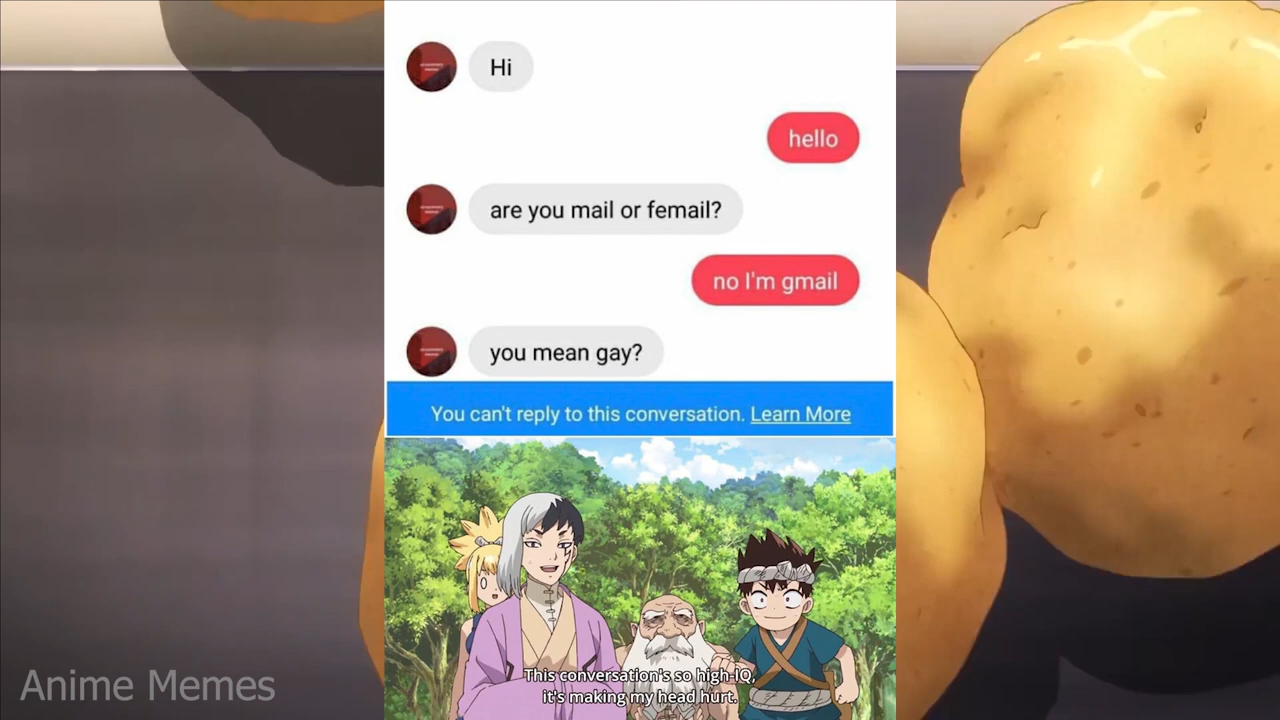 Hi
hello
are you mail or femail?
no I'm gmail
you mean gay?
You can't reply to this conversation. Learn More
This conversation's so high-IQ,
it's making my head hurt.
Anime Memes